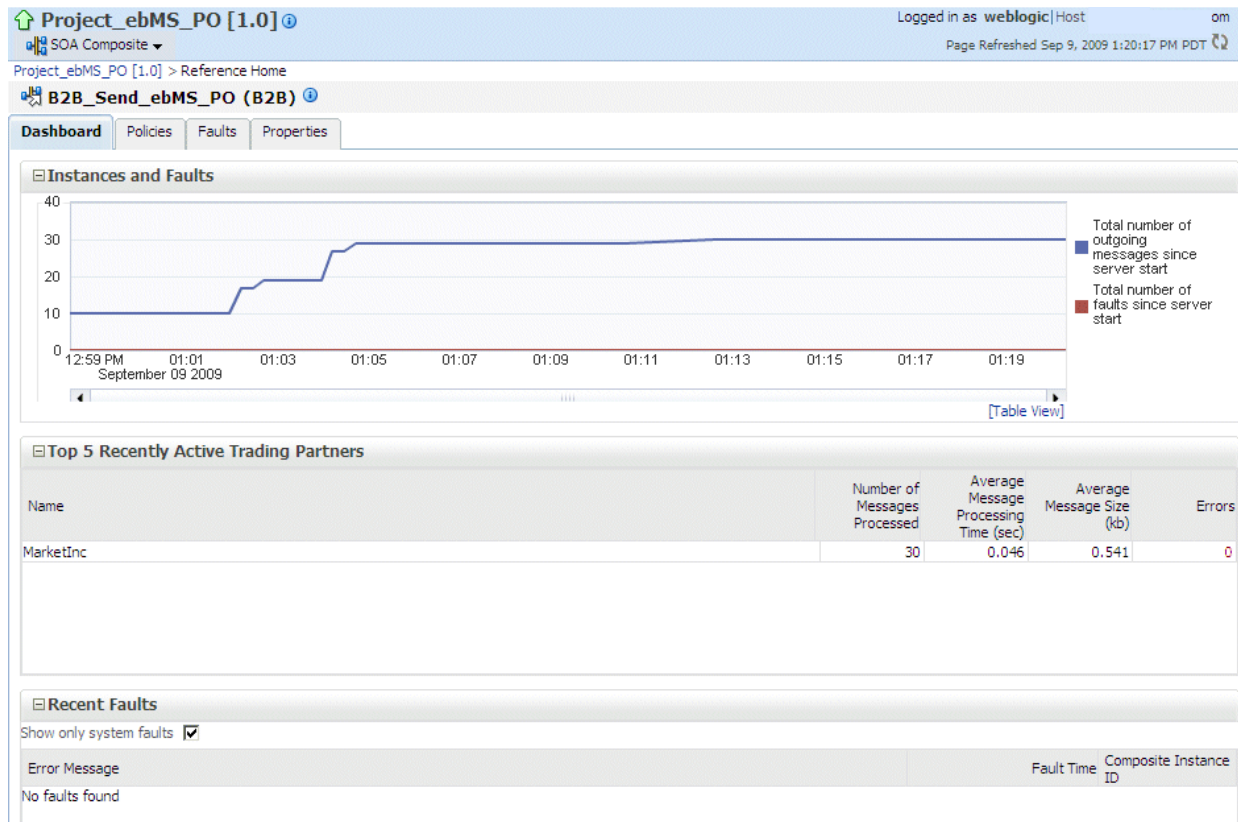 Project_ebMS_PO [1.0]
Logged in as weblogic|Host om
SOA Composite
Page Refreshed Sep 9, 2009 1:20:17 PM PDT
Project_ebMS_PO [1.0] > Reference Home
B2B_Send_ebMS_PO (B2B)
Dashboard Policies Faults Properties
Instances and Faults
40
30
20
10
0
12:59 PM 01:01 01:03 01:05 01:07 01:09 01:11 01:13 01:15 01:17 01:19
September 09 2009
Total number of
outgoing
messages since
server start
Total number of
faults since server
start
[Table View]
Top 5 Recently Active Trading Partners
Name
Number of
Messages
Processed
Average
Message
Processing
Time (sec)
Average
Message Size
(kb)
Errors
MarketInc 30 0.046 0.541 0
Recent Faults
Show only system faults
Error Message
Fault Time
Composite Instance
ID
No faults found